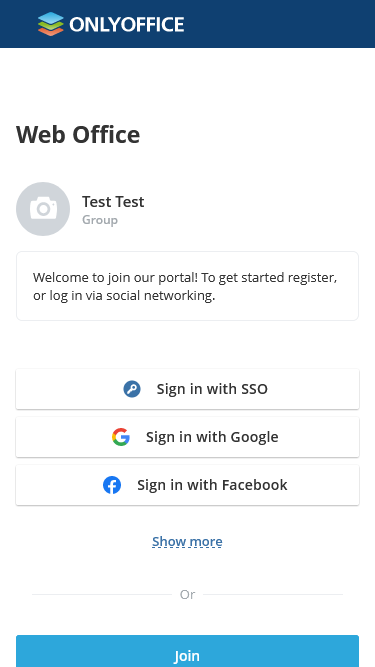 ONLYOFFICE
Web Office
Test Test
Group
Welcome to join our portal! To get started register,
or log in via social networking.
Sign in with SSO
Sign in with Google
Sign in with Facebook
Show more
Or
Join